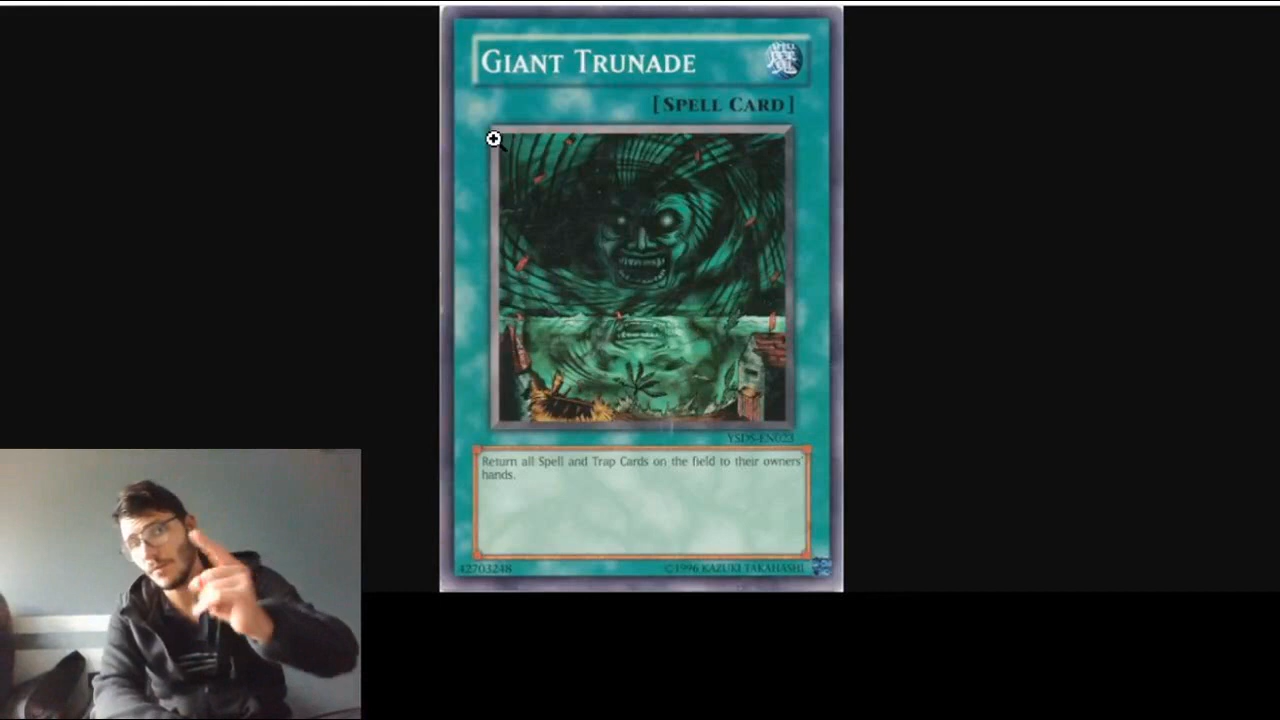 GIANT TRUNADE
[SPELL CARD]
YSDS-EN023
Return all Spell and Trap Cards on the field to their owners'
hands.
42703248
©1996 KAZUKI TAKAHASHI